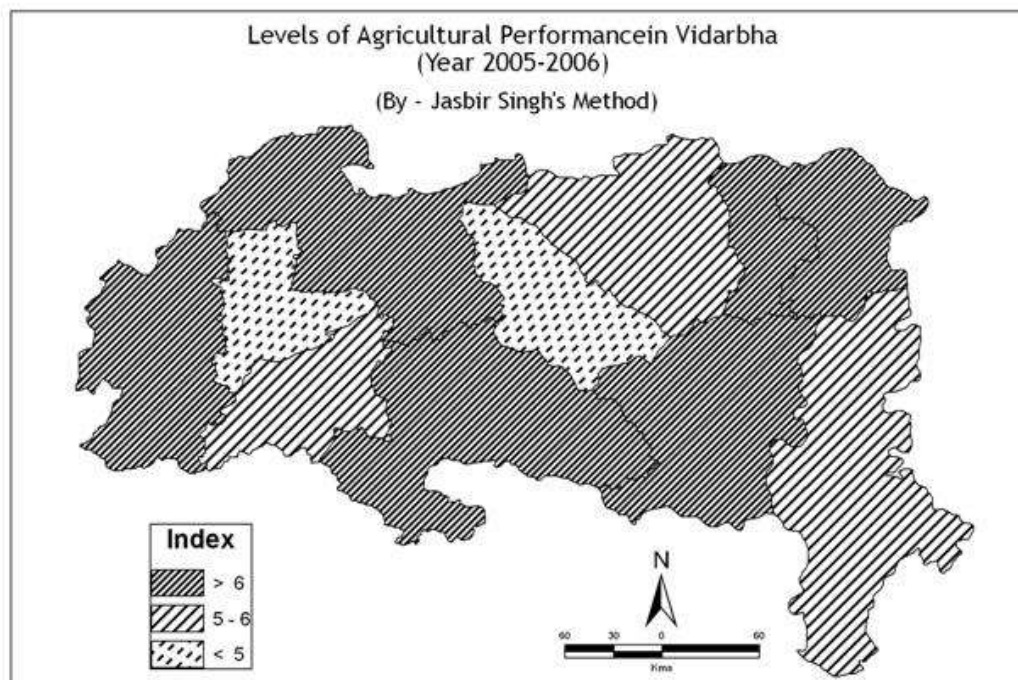 Levels of Agricultural Performancein Vidarbha
(Year 2005-2006)
(By - Jasbir Singh's Method)
Index
> 6
5 - 6
< 5
N
60 30 0 60
Kms